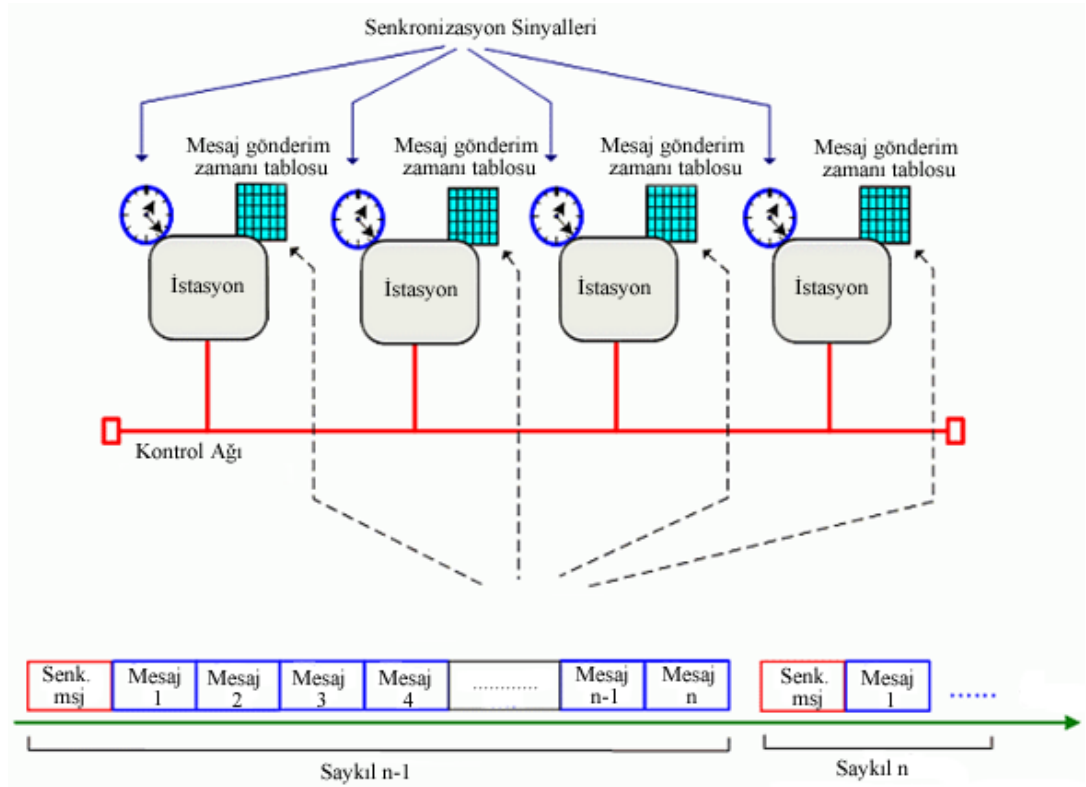 Senkronizasyon Sinyalleri
Mesaj gönderim
zamanı tablosu
Mesaj gönderim
zamanı tablosu
Mesaj gönderim
zamanı tablosu
Mesaj gönderim
zamanı tablosu
İstasyon
İstasyon
İstasyon
İstasyon
Kontrol Ağı
Senk.
msj
Mesaj
1
Mesaj
2
Mesaj
3
Mesaj
4
............
Mesaj
n-1
Mesaj
n
Senk.
msj
Mesaj
1
......
Saykıl n-1
Saykıl n